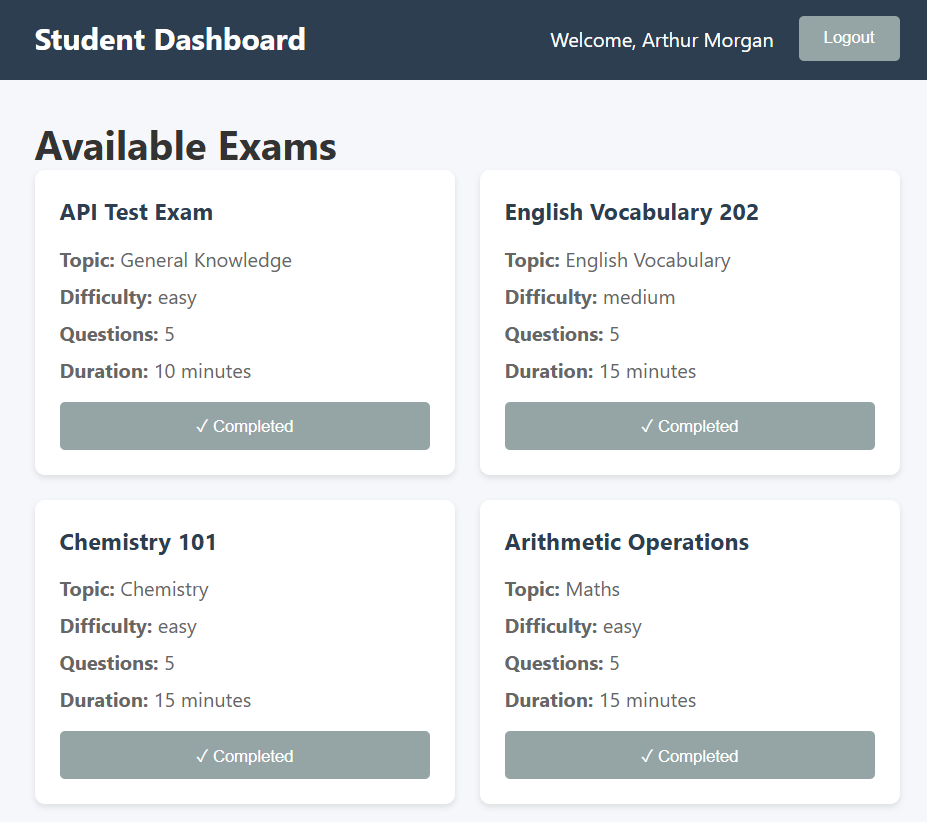 Student Dashboard
Welcome, Arthur Morgan
Logout
Available Exams
API Test Exam
Topic: General Knowledge
Difficulty: easy
Questions: 5
Duration: 10 minutes
✓ Completed
English Vocabulary 202
Topic: English Vocabulary
Difficulty: medium
Questions: 5
Duration: 15 minutes
✓ Completed
Chemistry 101
Topic: Chemistry
Difficulty: easy
Questions: 5
Duration: 15 minutes
✓ Completed
Arithmetic Operations
Topic: Maths
Difficulty: easy
Questions: 5
Duration: 15 minutes
✓ Completed